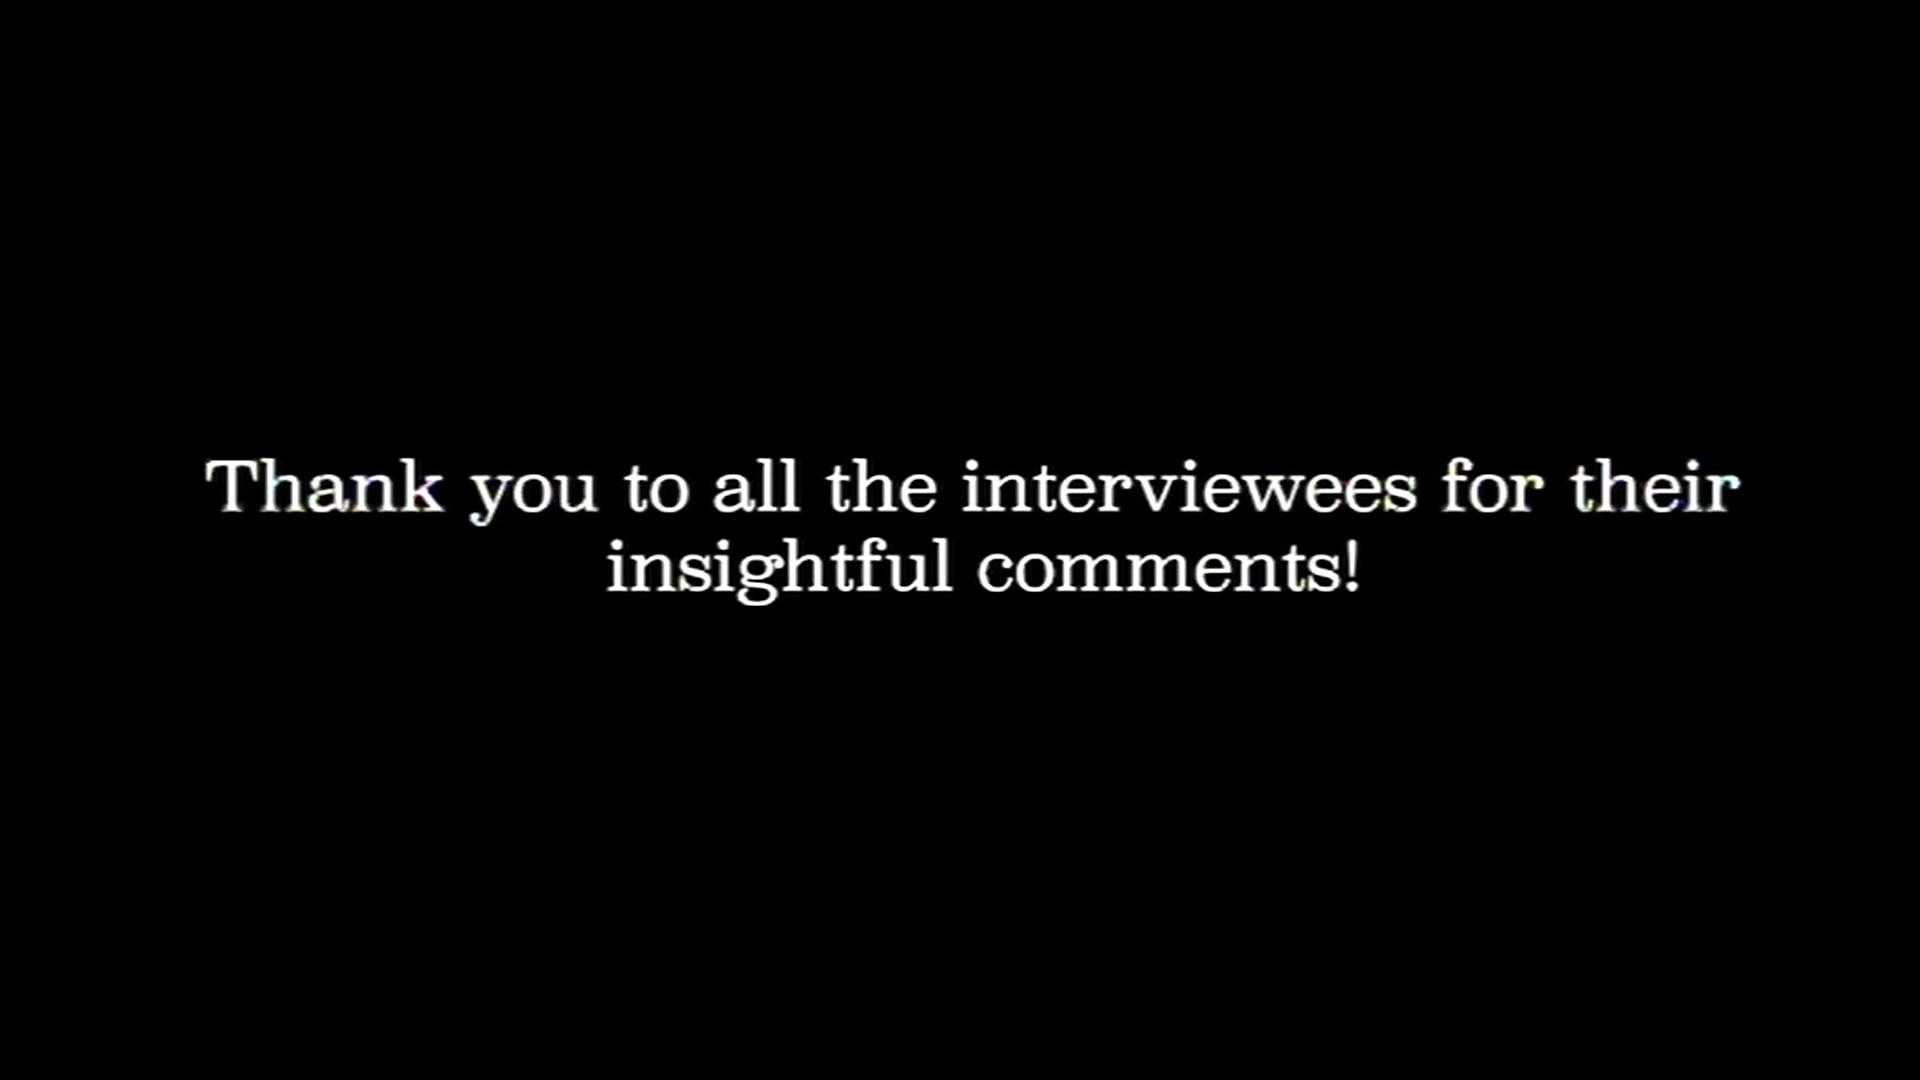 Thank you to all the interviewees for their
insightful comments!